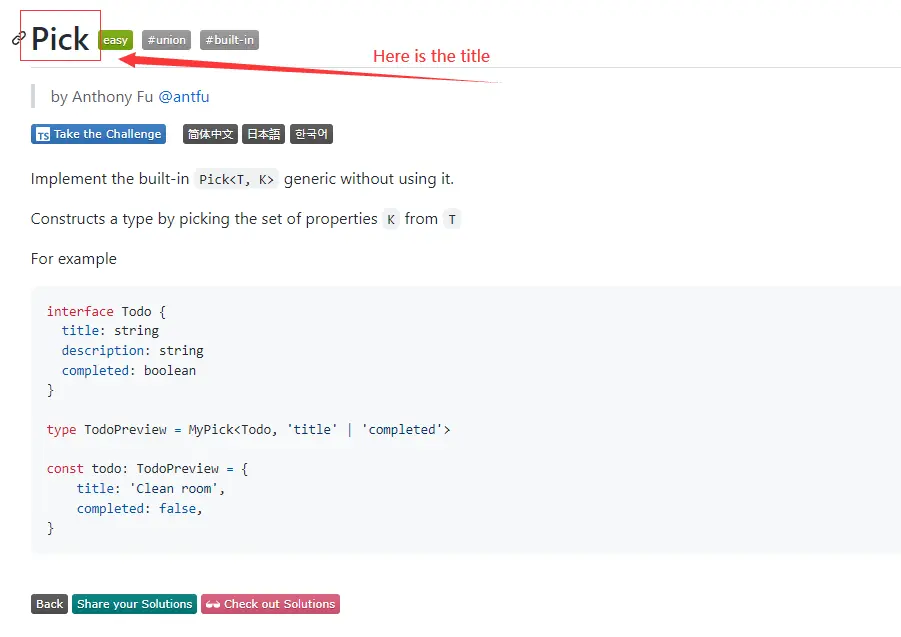 Pick easy #union #built-in
Here is the title
by Anthony Fu @antfu
TS Take the Challenge 简体中文 日本語 한국어
Implement the built-in Pick<T, K> generic without using it.
Constructs a type by picking the set of properties K from T
For example
interface Todo {
  title: string
  description: string
  completed: boolean
}
type TodoPreview = MyPick<Todo, 'title' | 'completed'>
const todo: TodoPreview = {
    title: 'Clean room',
    completed: false,
}
Back Share your Solutions Check out Solutions